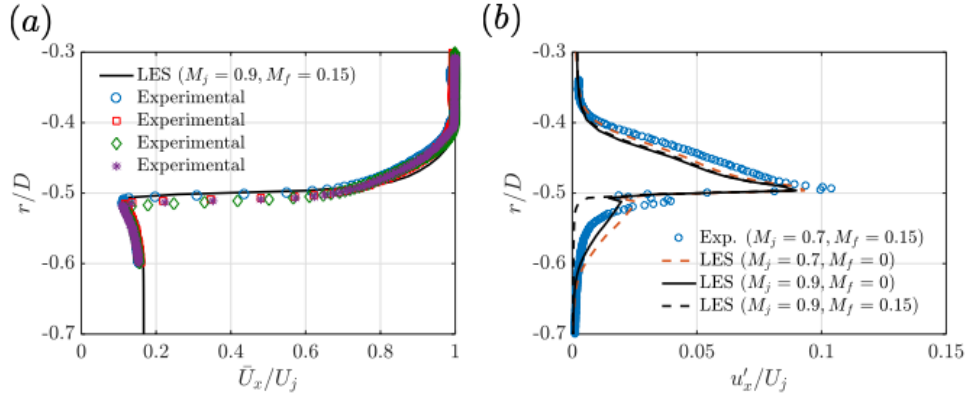 (a)
-0.3
-0.4
-0.5
-0.6
-0.7
r/D
LES (M_j = 0.9, M_f = 0.15)
Experimental
Experimental
Experimental
Experimental
0
0.2
0.4
0.6
0.8
1
Ū_x/U_j
(b)
-0.3
-0.4
-0.5
-0.6
-0.7
r/D
Exp. (M_j = 0.7, M_f = 0.15)
LES (M_j = 0.7, M_f = 0)
LES (M_j = 0.9, M_f = 0)
LES (M_j = 0.9, M_f = 0.15)
0
0.05
0.1
0.15
u′_x/U_j